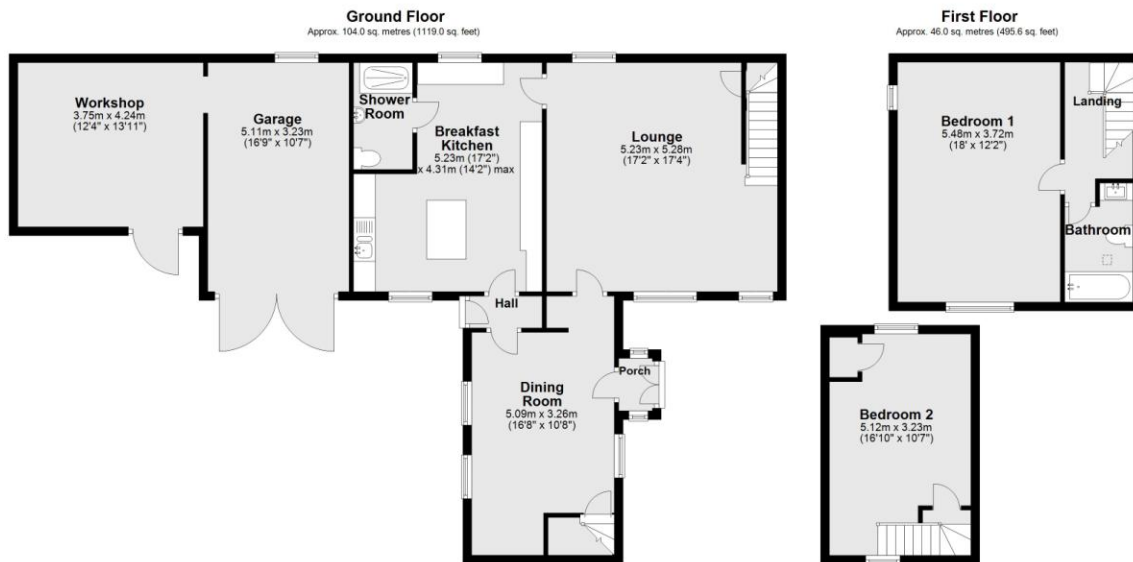 Ground Floor
Approx. 104.0 sq. metres (1119.0 sq. feet)
Workshop
3.75m x 4.24m
(12'4" x 13'11")
Garage
5.11m x 3.23m
(16'9" x 10'7")
Shower
Room
Breakfast
Kitchen
5.23m (17'2")
x 4.31m (14'2") max
Lounge
5.23m x 5.28m
(17'2" x 17'4")
Hall
Dining
Room
5.09m x 3.26m
(16'8" x 10'8")
Porch
First Floor
Approx. 46.0 sq. metres (495.6 sq. feet)
Bedroom 1
5.48m x 3.72m
(18' x 12'2")
Landing
Bathroom
Bedroom 2
5.12m x 3.23m
(16'10" x 10'7")